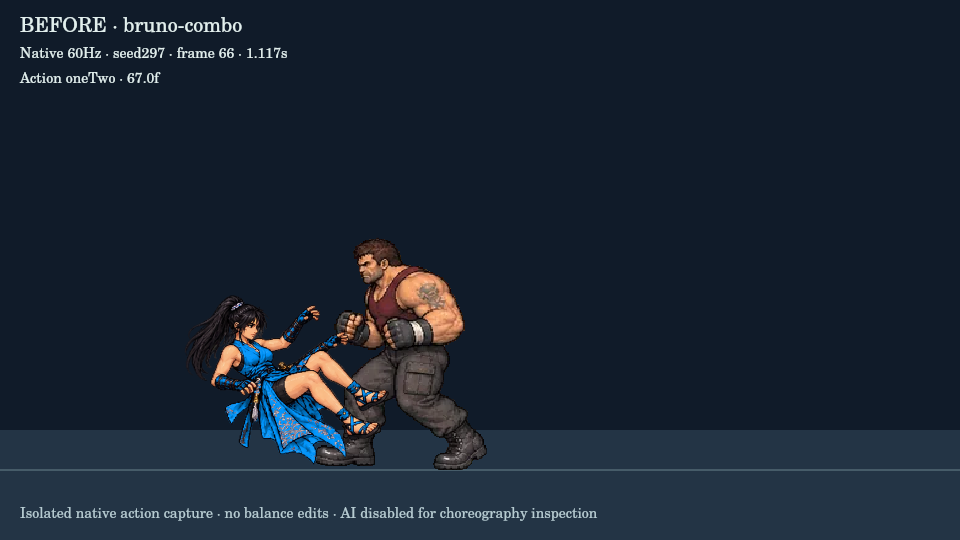 BEFORE · bruno-combo
Native 60Hz · seed297 · frame 66 · 1.117s
Action oneTwo · 67.0f
Isolated native action capture · no balance edits · AI disabled for choreography inspection